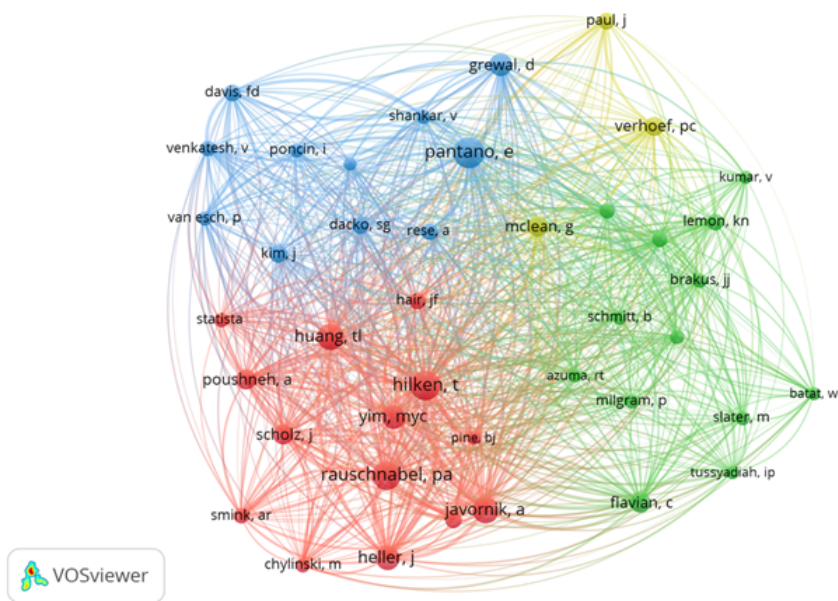 paul, j
grewal, d
davis, fd
shankar, v
verhoef, pc
venkatesh, v
poncin, i
pantano, e
kumar, v
van esch, p
dacko, sg
rese, a
mclean, g
lemon, kn
kim, j
brakus, jj
hair, jf
statista
huang, tl
schmitt, b
poushneh, a
hilken, t
azuma, rt
milgram, p
batat, w
scholz, j
yim, myc
pine, bj
slater, m
rauschnabel, pa
tussyadiah, ip
smink, ar
javornik, a
flavian, c
chylinski, m
heller, j
VOSviewer